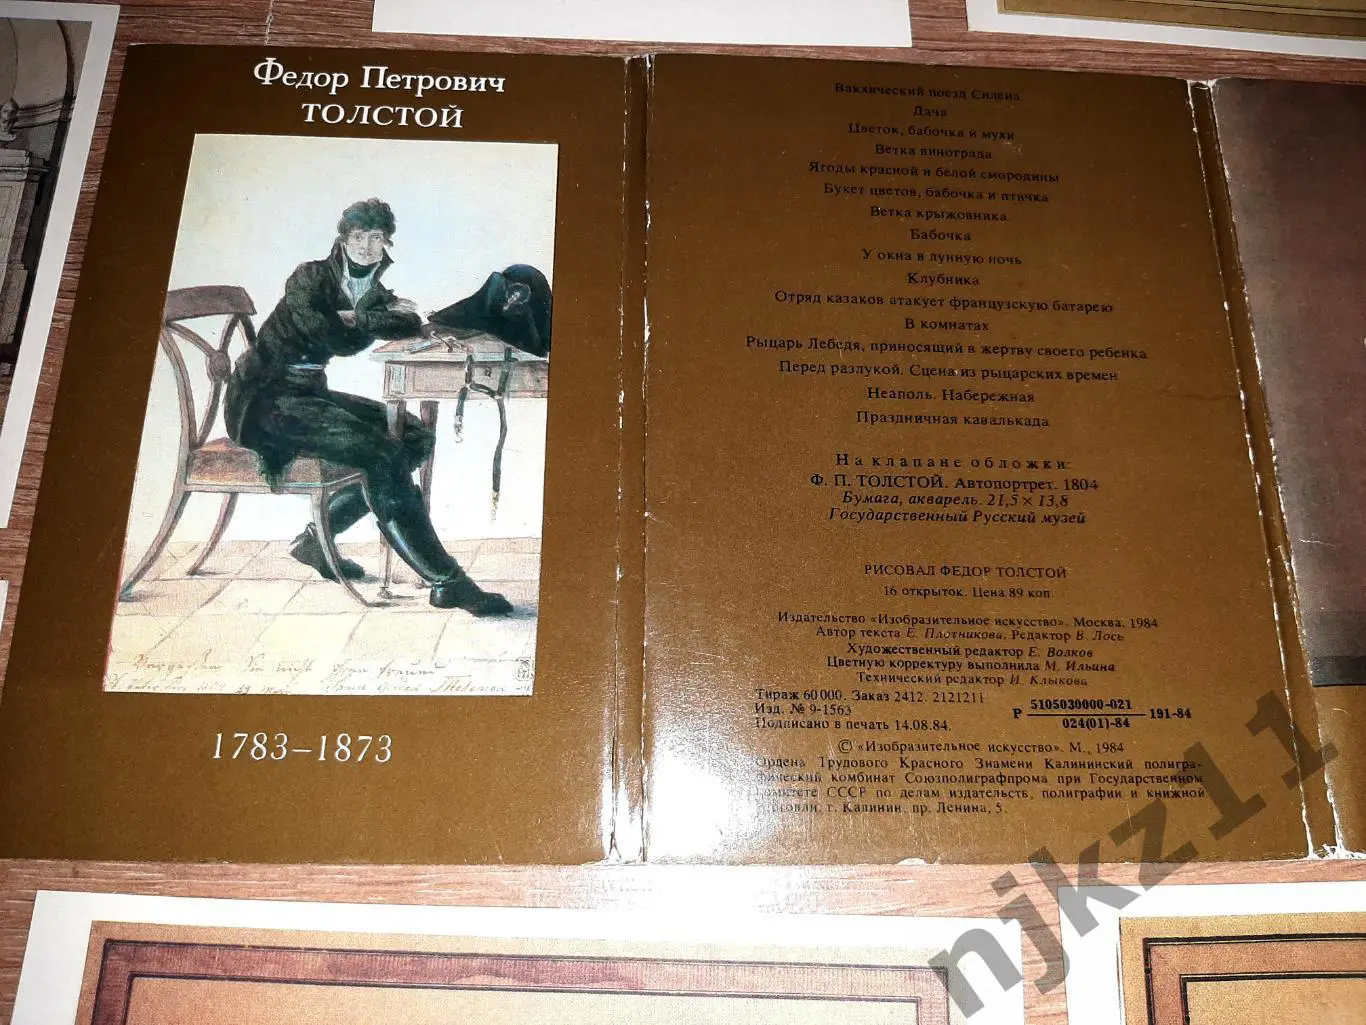 Федор Петрович
ТОЛСТОЙ
1783–1873
Вакхический поезд Силена
Дача
Цветок, бабочка и мухи
Ветка винограда
Ягоды красной и белой смородины
Букет цветов, бабочка и птичка
Ветка крыжовника
Бабочка
У окна в лунную ночь
Клубника
Отряд казаков атакует французскую батарею
В комнатах
Рыцарь Лебедя, приносящий в жертву своего ребенка
Перед разлукой. Сцена из рыцарских времен
Неаполь. Набережная
Праздничная кавалькада
На клапане обложки:
Ф. П. ТОЛСТОЙ. Автопортрет. 1804
Бумага, акварель. 21,5 × 13,8
Государственный Русский музей
РИСОВАЛ ФЕДОР ТОЛСТОЙ
16 открыток. Цена 89 коп.
Издательство «Изобразительное искусство». Москва. 1984
Автор текста Е. Плотникова. Редактор В. Лось
Художественный редактор Е. Волков
Цветную корректуру выполнила М. Ильина
Технический редактор И. Клыкова
Тираж 60 000. Заказ 2412. 2121211
Изд. № 9-1563
Подписано в печать 14.08.84.
Р 5105030000-021 191-84
024(01)-84
© «Изобразительное искусство». М., 1984
Ордена Трудового Красного Знамени Калининский полигра-
фический комбинат Союзполиграфпрома при Государственном
комитете СССР по делам издательств, полиграфии и книжной
торговли, г. Калинин, пр. Ленина, 5.
njkz11